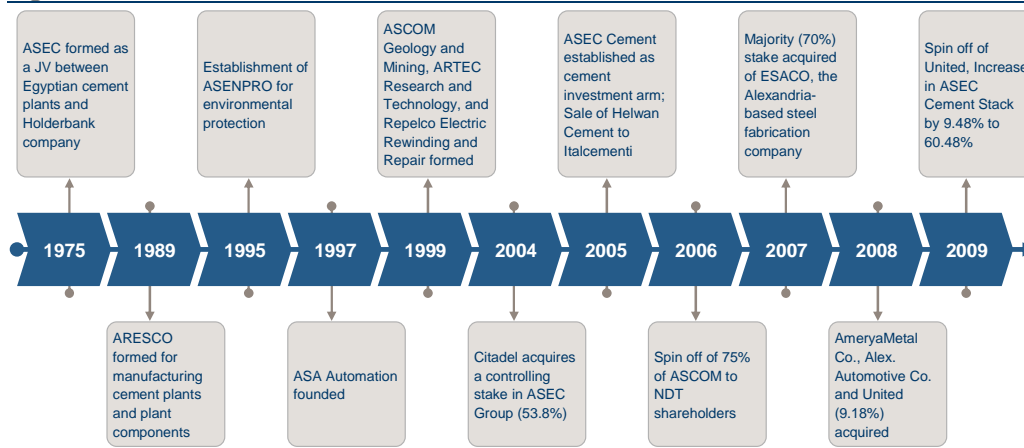 ASEC formed as
a JV between
Egyptian cement
plants and
Holderbank
company
Establishment of
ASENPRO for
environmental
protection
ASCOM
Geology and
Mining, ARTEC
Research and
Technology, and
Repelco Electric
Rewinding and
Repair formed
ASEC Cement
established as
cement
investment arm;
Sale of Helwan
Cement to
Italcementi
Majority (70%)
stake acquired
of ESACO, the
Alexandria-
based steel
fabrication
company
Spin off of
United, Increase
in ASEC
Cement Stack
by 9.48% to
60.48%
1975
1989
1995
1997
1999
2004
2005
2006
2007
2008
2009
ARESCO
formed for
manufacturing
cement plants
and plant
components
ASA Automation
founded
Citadel acquires
a controlling
stake in ASEC
Group (53.8%)
Spin off of 75%
of ASCOM to
NDT
shareholders
AmeryaMetal
Co., Alex.
Automotive Co.
and United
(9.18%)
acquired